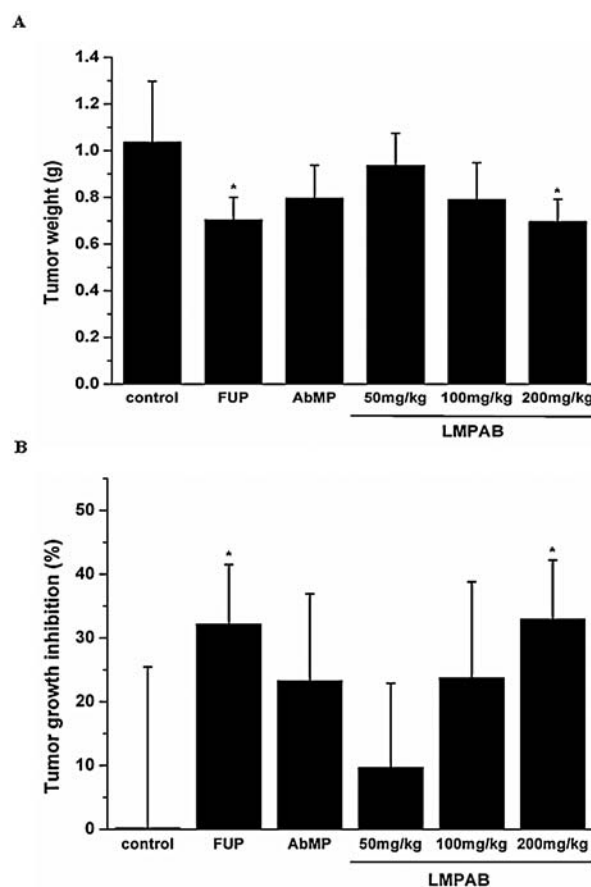 A
Tumor weight (g)
1.4
1.2
1.0
0.8
0.6
0.4
0.2
0.0
*
*
control FUP AbMP 50mg/kg 100mg/kg 200mg/kg
LMPAB
B
Tumor growth inhibition (%)
50
40
30
20
10
0
*
*
control FUP AbMP 50mg/kg 100mg/kg 200mg/kg
LMPAB